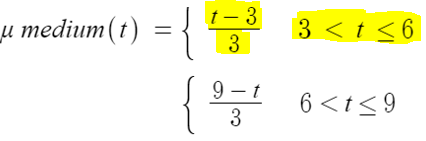 μ medium(t) = { (t − 3)/3   3 < t ≤ 6
{ (9 − t)/3   6 < t ≤ 9